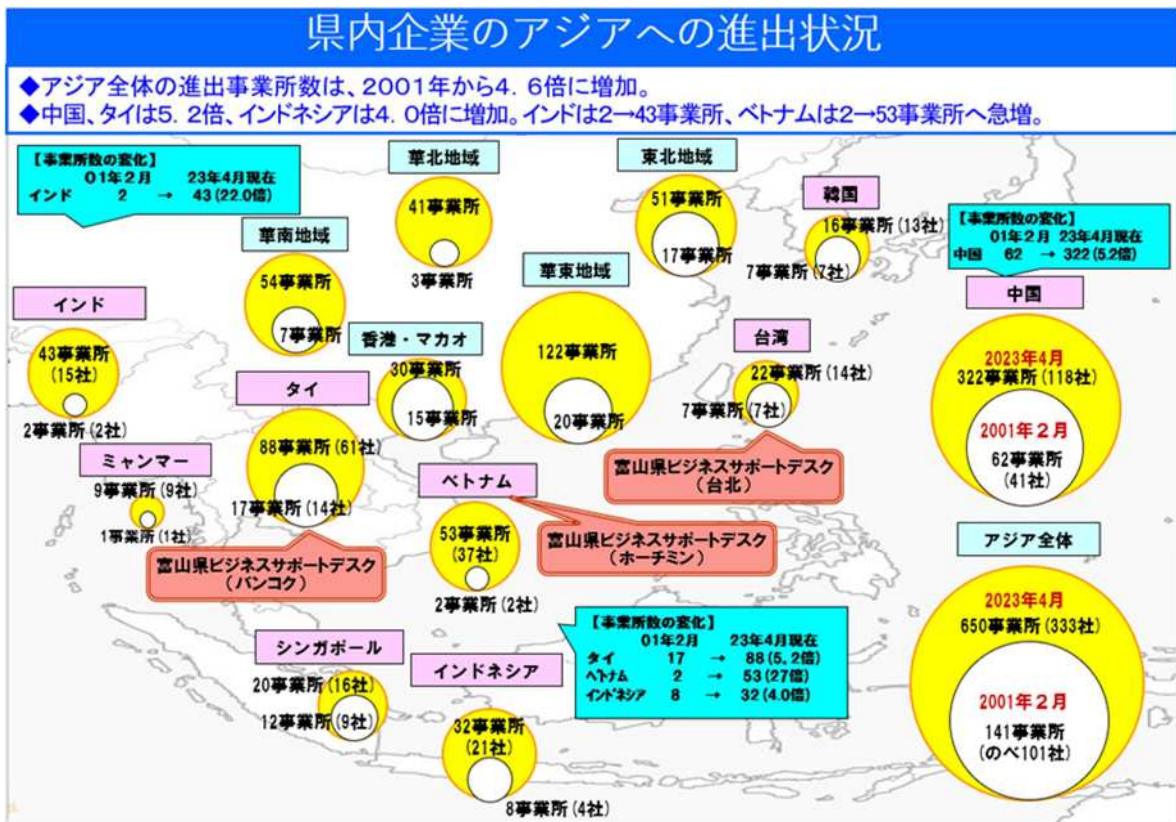 県内企業のアジアへの進出状況
◆アジア全体の進出事業所数は、2001年から4.6倍に増加。
◆中国、タイは5.2倍、インドネシアは4.0倍に増加。インドは2→43事業所、ベトナムは2→53事業所へ急増。
【事業所数の変化】
01年2月 23年4月現在
インド 2 → 43(22.0倍)
華北地域
41事業所
3事業所
東北地域
51事業所
17事業所
韓国
16事業所(13社)
7事業所(7社)
【事業所数の変化】
01年2月 23年4月現在
中国 62 → 322(5.2倍)
華南地域
54事業所
7事業所
華東地域
122事業所
20事業所
中国
2023年4月
322事業所(118社)
2001年2月
62事業所
(41社)
インド
43事業所
(15社)
2事業所(2社)
香港・マカオ
30事業所
15事業所
台湾
22事業所(14社)
7事業所(7社)
富山県ビジネスサポートデスク
(台北)
タイ
88事業所(61社)
17事業所(14社)
富山県ビジネスサポートデスク
(バンコク)
ミャンマー
9事業所(9社)
1事業所(1社)
ベトナム
53事業所
(37社)
2事業所(2社)
富山県ビジネスサポートデスク
(ホーチミン)
アジア全体
2023年4月
650事業所(333社)
2001年2月
141事業所
(のべ101社)
【事業所数の変化】
01年2月 23年4月現在
タイ 17 → 88(5.2倍)
ベトナム 2 → 53(27倍)
インドネシア 8 → 32(4.0倍)
シンガポール
20事業所(16社)
12事業所(9社)
インドネシア
32事業所
(21社)
8事業所(4社)